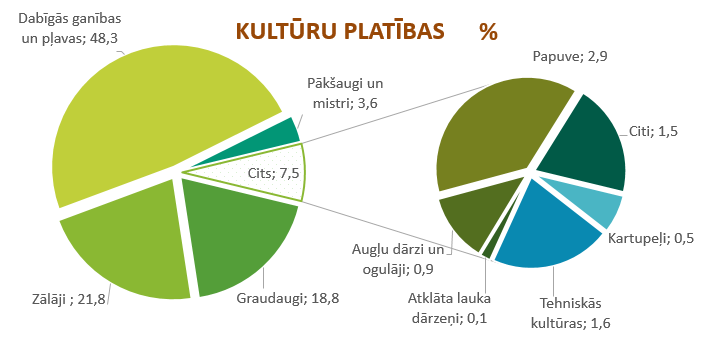 KULTŪRU PLATĪBAS %
Dabīgās ganības
un pļavas; 48,3
Pākšaugi un
mistri; 3,6
Cits; 7,5
Graudaugi; 18,8
Zālāji ; 21,8
Papuve; 2,9
Citi; 1,5
Kartupeļi; 0,5
Tehniskās
kultūras; 1,6
Atklāta lauka
dārzeņi; 0,1
Augļu dārzi un
ogulāji; 0,9